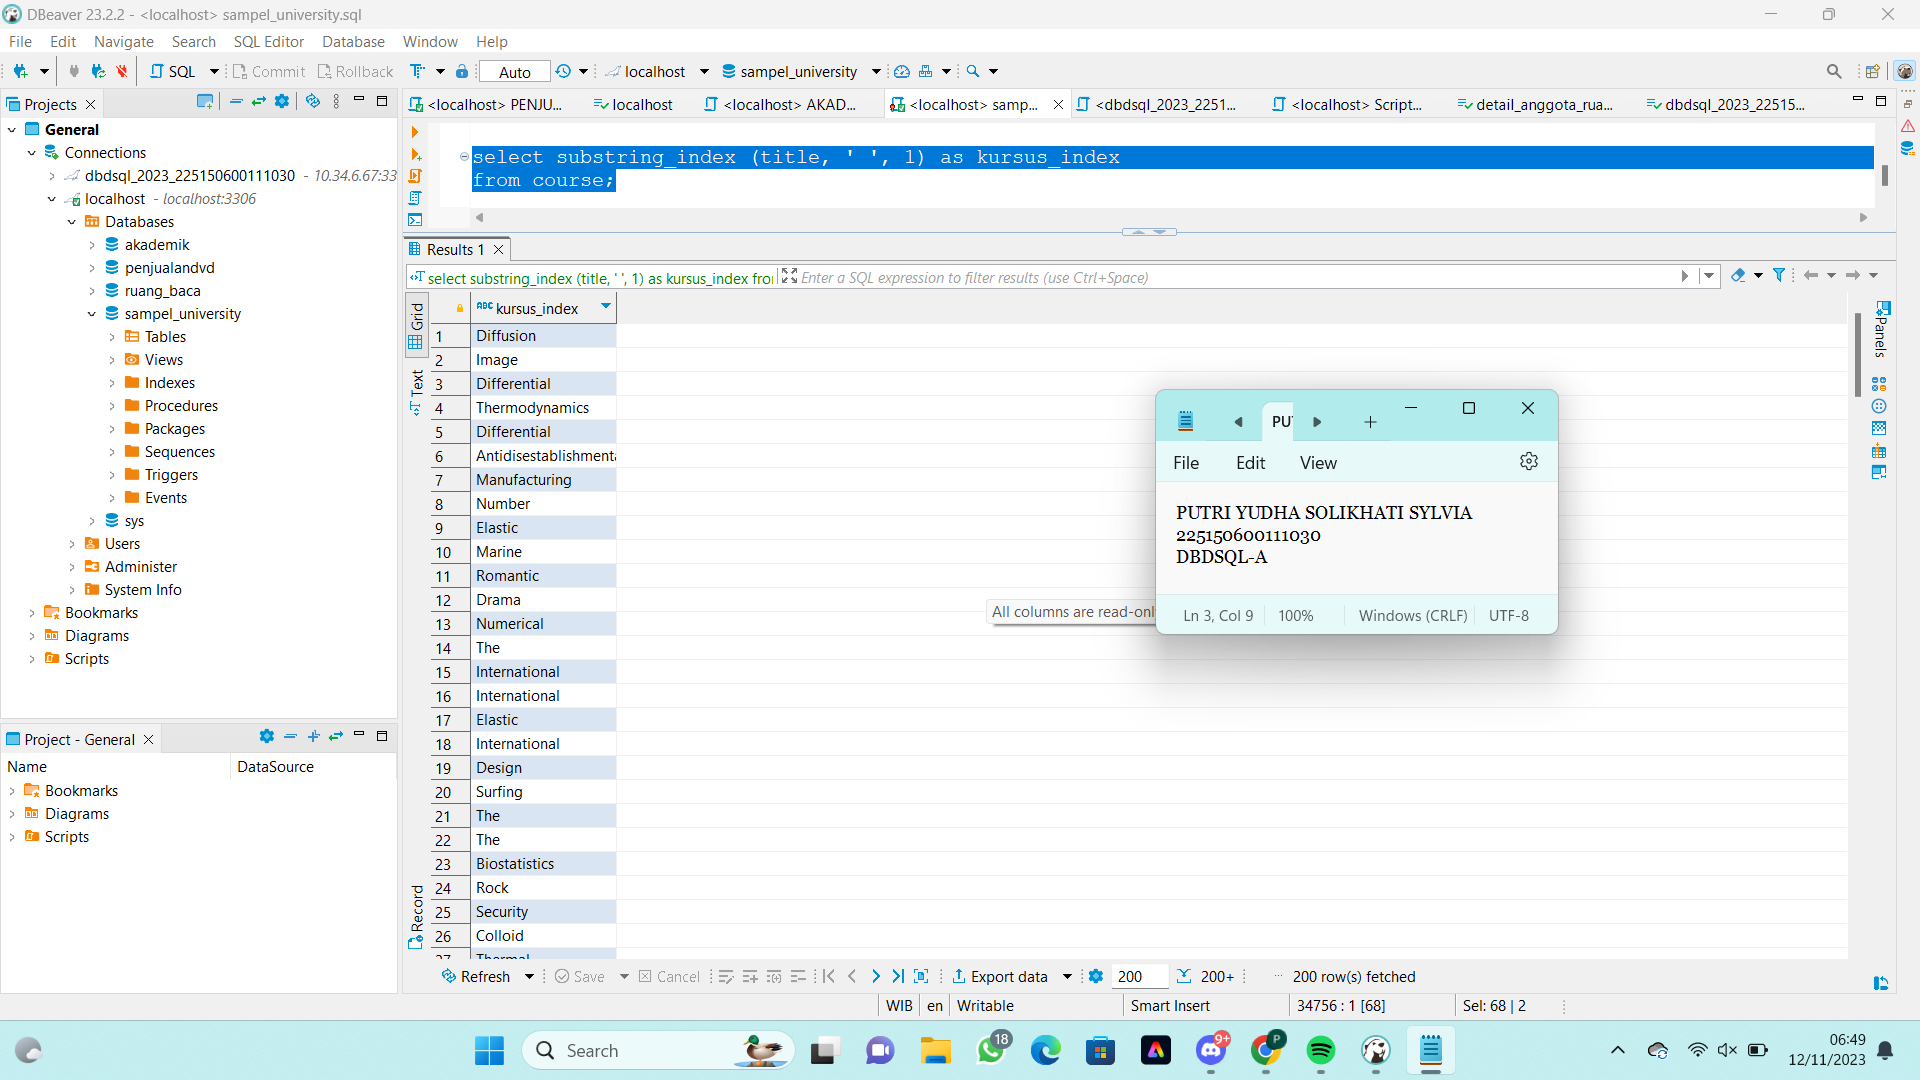 DBeaver 23.2.2 - <localhost> sampel_university.sql
File Edit Navigate Search SQL Editor Database Window Help
SQL Commit Rollback Auto localhost sampel_university
Projects
<localhost> PENJU... localhost <localhost> AKAD... <localhost> samp... <dbdsql_2023_2251... <localhost> Script... detail_anggota_rua... dbdsql_2023_22515...
General
Connections
dbdsql_2023_225150600111030 - 10.34.6.67:33
localhost - localhost:3306
Databases
akademik
penjualandvd
ruang_baca
sampel_university
Tables
Views
Indexes
Procedures
Packages
Sequences
Triggers
Events
sys
Users
Administer
System Info
Bookmarks
Diagrams
Scripts
Project - General
Name DataSource
Bookmarks
Diagrams
Scripts
select substring_index (title, ' ', 1) as kursus_index
from course;
Results 1
select substring_index (title, ' ', 1) as kursus_index from Enter a SQL expression to filter results (use Ctrl+Space)
Grid
Text
Record
Panels
ABC kursus_index
1 Diffusion
2 Image
3 Differential
4 Thermodynamics
5 Differential
6 Antidisestablishmenta
7 Manufacturing
8 Number
9 Elastic
10 Marine
11 Romantic
12 Drama
13 Numerical
14 The
15 International
16 International
17 Elastic
18 International
19 Design
20 Surfing
21 The
22 The
23 Biostatistics
24 Rock
25 Security
26 Colloid
27 Thermal
All columns are read-onl
PU
File Edit View
PUTRI YUDHA SOLIKHATI SYLVIA
225150600111030
DBDSQL-A
Ln 3, Col 9 100% Windows (CRLF) UTF-8
Refresh Save Cancel Export data 200 200+ 200 row(s) fetched
WIB en Writable Smart Insert 34756 : 1 [68] Sel: 68 | 2
Search 18 9+ P
06:49
12/11/2023